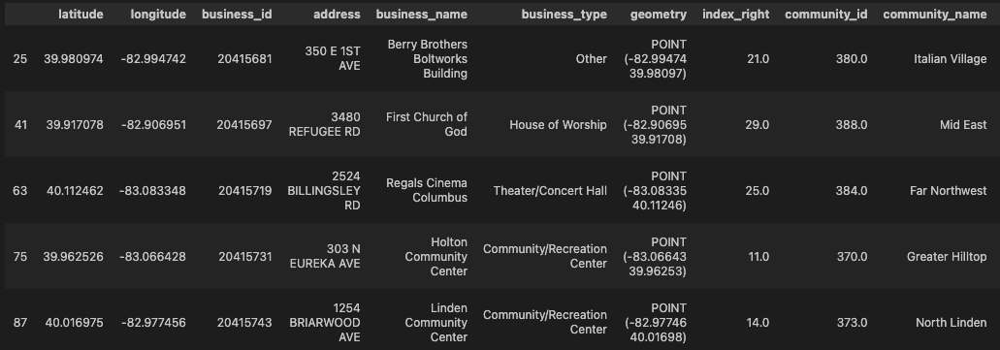 latitude longitude business_id address business_name business_type geometry index_right community_id community_name
25 39.980974 -82.994742 20415681 350 E 1ST AVE Berry Brothers Boltworks Building Other POINT (-82.99474 39.98097) 21.0 380.0 Italian Village
41 39.917078 -82.906951 20415697 3480 REFUGEE RD First Church of God House of Worship POINT (-82.90695 39.91708) 29.0 388.0 Mid East
63 40.112462 -83.083348 20415719 2524 BILLINGSLEY RD Regals Cinema Columbus Theater/Concert Hall POINT (-83.08335 40.11246) 25.0 384.0 Far Northwest
75 39.962526 -83.066428 20415731 303 N EUREKA AVE Holton Community Center Community/Recreation Center POINT (-83.06643 39.96253) 11.0 370.0 Greater Hilltop
87 40.016975 -82.977456 20415743 1254 BRIARWOOD AVE Linden Community Center Community/Recreation Center POINT (-82.97746 40.01698) 14.0 373.0 North Linden